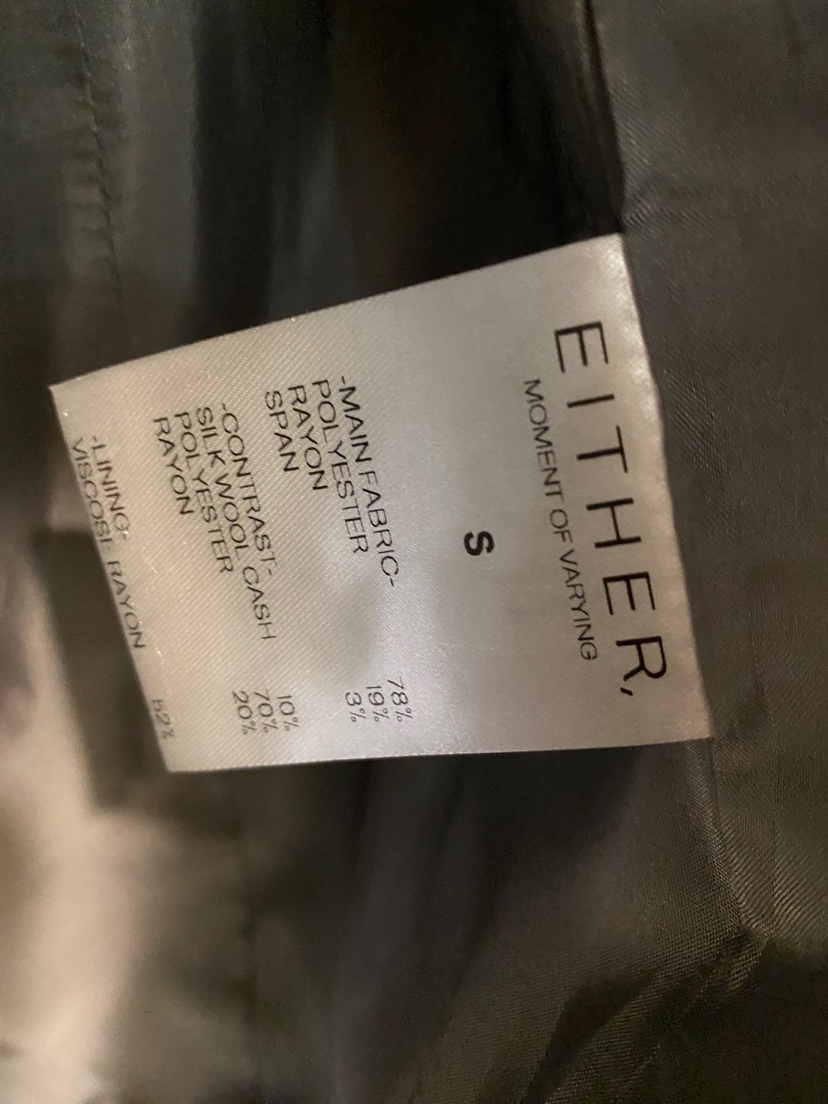 EITHER,
MOMENT OF VARYING
S
-MAIN FABRIC-
POLYESTER 78%
RAYON 19%
SPAN 3%
-CONTRAST-
SILK WOOL CASH 10%
POLYESTER 70%
RAYON 20%
-LINING-
VISCOSE RAYON 52%